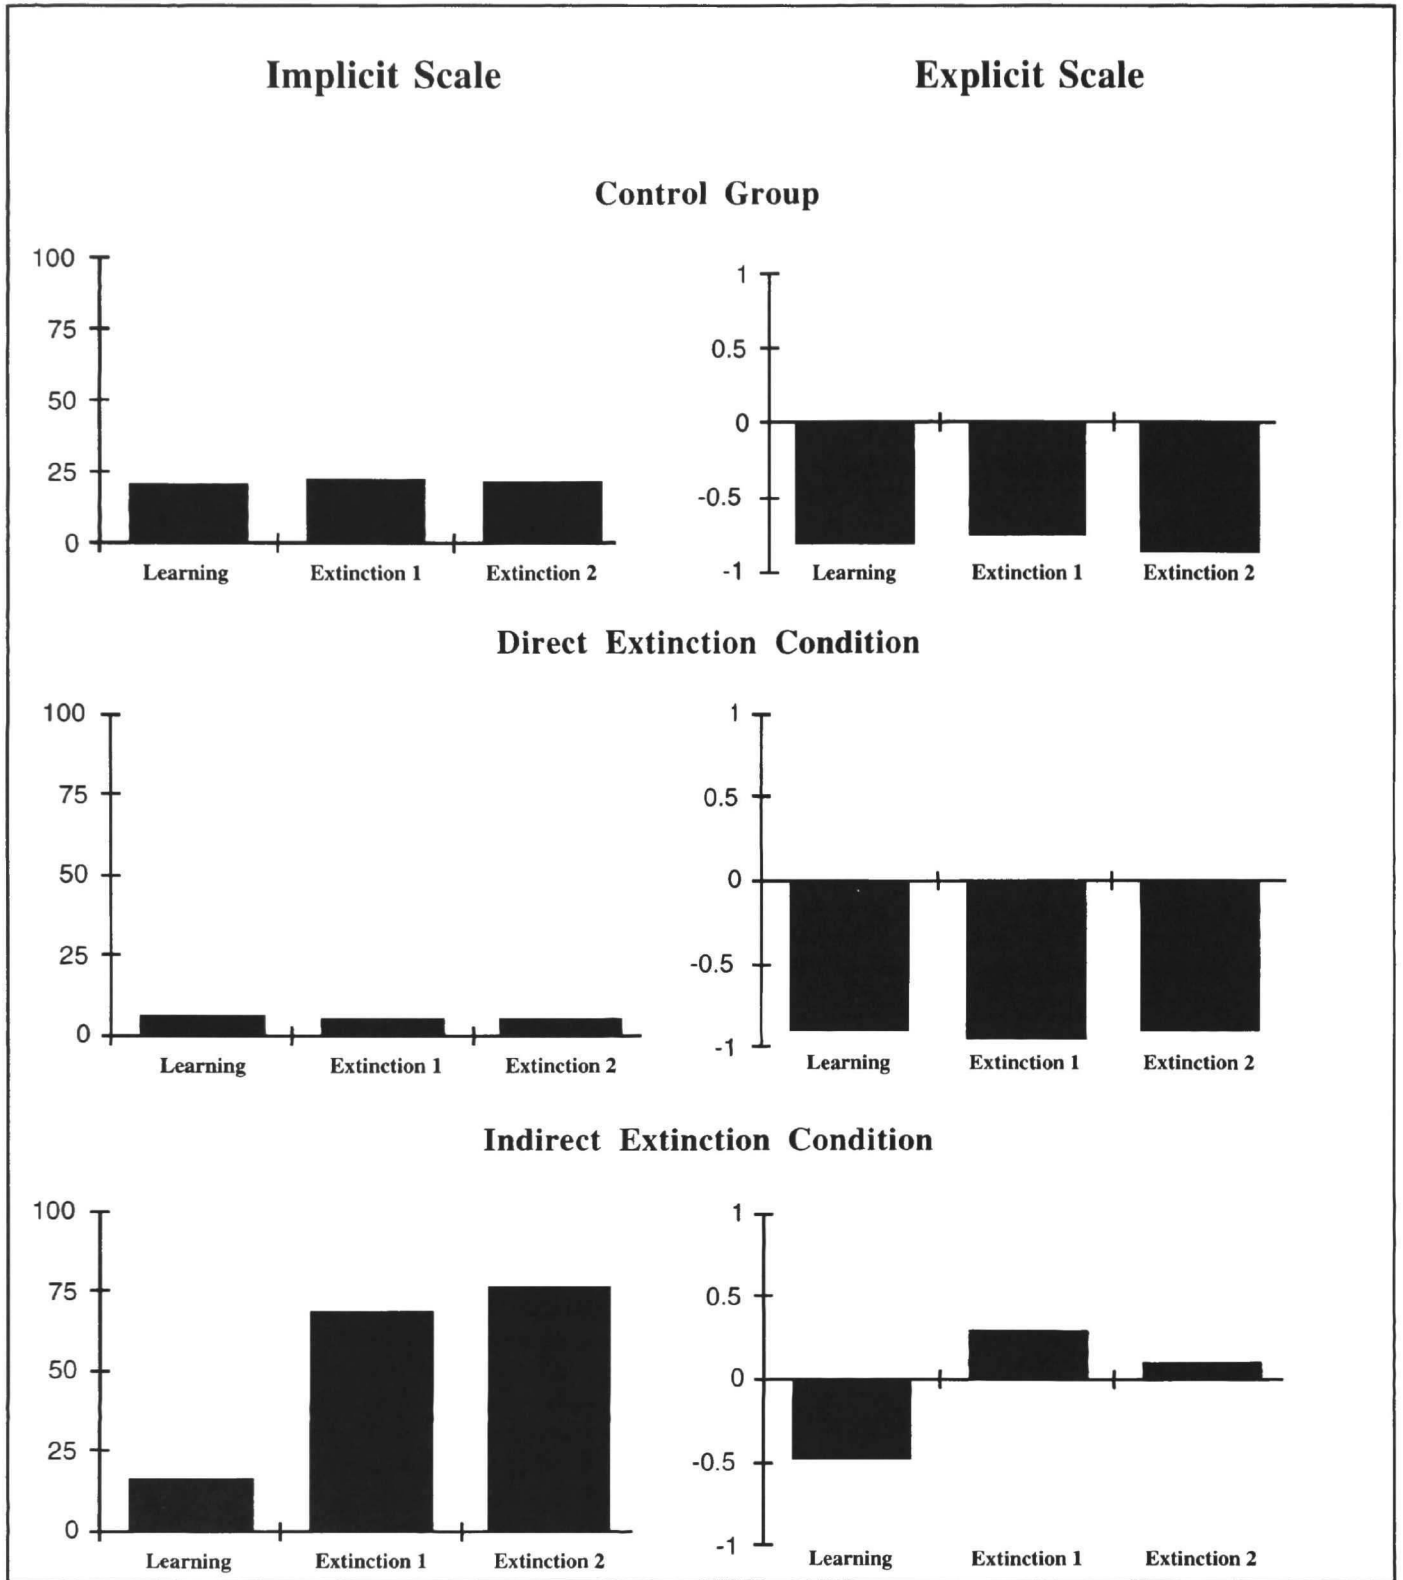 Implicit Scale
Explicit Scale
Control Group
100
75
50
25
0
Learning
Extinction 1
Extinction 2
1
0.5
0
-0.5
-1
Learning
Extinction 1
Extinction 2
Direct Extinction Condition
100
75
50
25
0
Learning
Extinction 1
Extinction 2
1
0.5
0
-0.5
-1
Learning
Extinction 1
Extinction 2
Indirect Extinction Condition
100
75
50
25
0
Learning
Extinction 1
Extinction 2
1
0.5
0
-0.5
-1
Learning
Extinction 1
Extinction 2